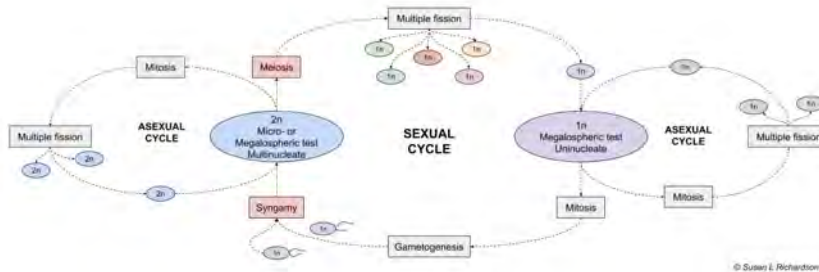 Multiple fission
Meiosis
1n
1n
1n
1n
1n
1n
Mitosis
ASEXUAL
CYCLE
Multiple fission
2n
2n
2n
2n
Micro- or
Megalospheric test
Multinucleate
SEXUAL
CYCLE
1n
Megalospheric test
Uninucleate
ASEXUAL
CYCLE
1n
1n
1n
Multiple fission
Mitosis
Mitosis
Syngamy
1n
1n
Gametogenesis
© Susan L Richardson